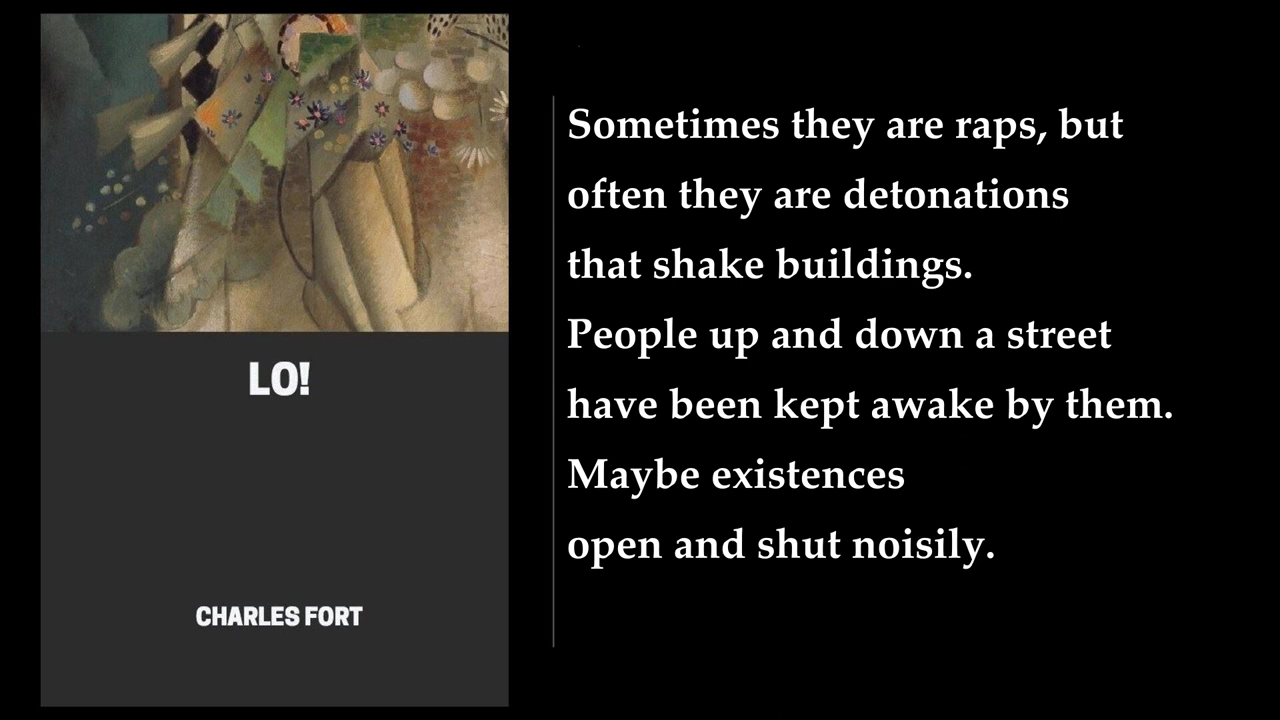 LO!
CHARLES FORT
Sometimes they are raps, but
often they are detonations
that shake buildings.
People up and down a street
have been kept awake by them.
Maybe existences
open and shut noisily.